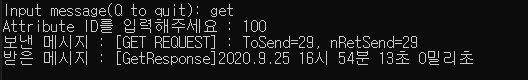 Input message(Q to quit): get
Attribute ID를 입력해주세요 : 100
보낸 메시지 : [GET REQUEST] : ToSend=29, nRetSend=29
받은 메시지 : [GetResponse]2020.9.25 16시 54분 13초 0밀리초